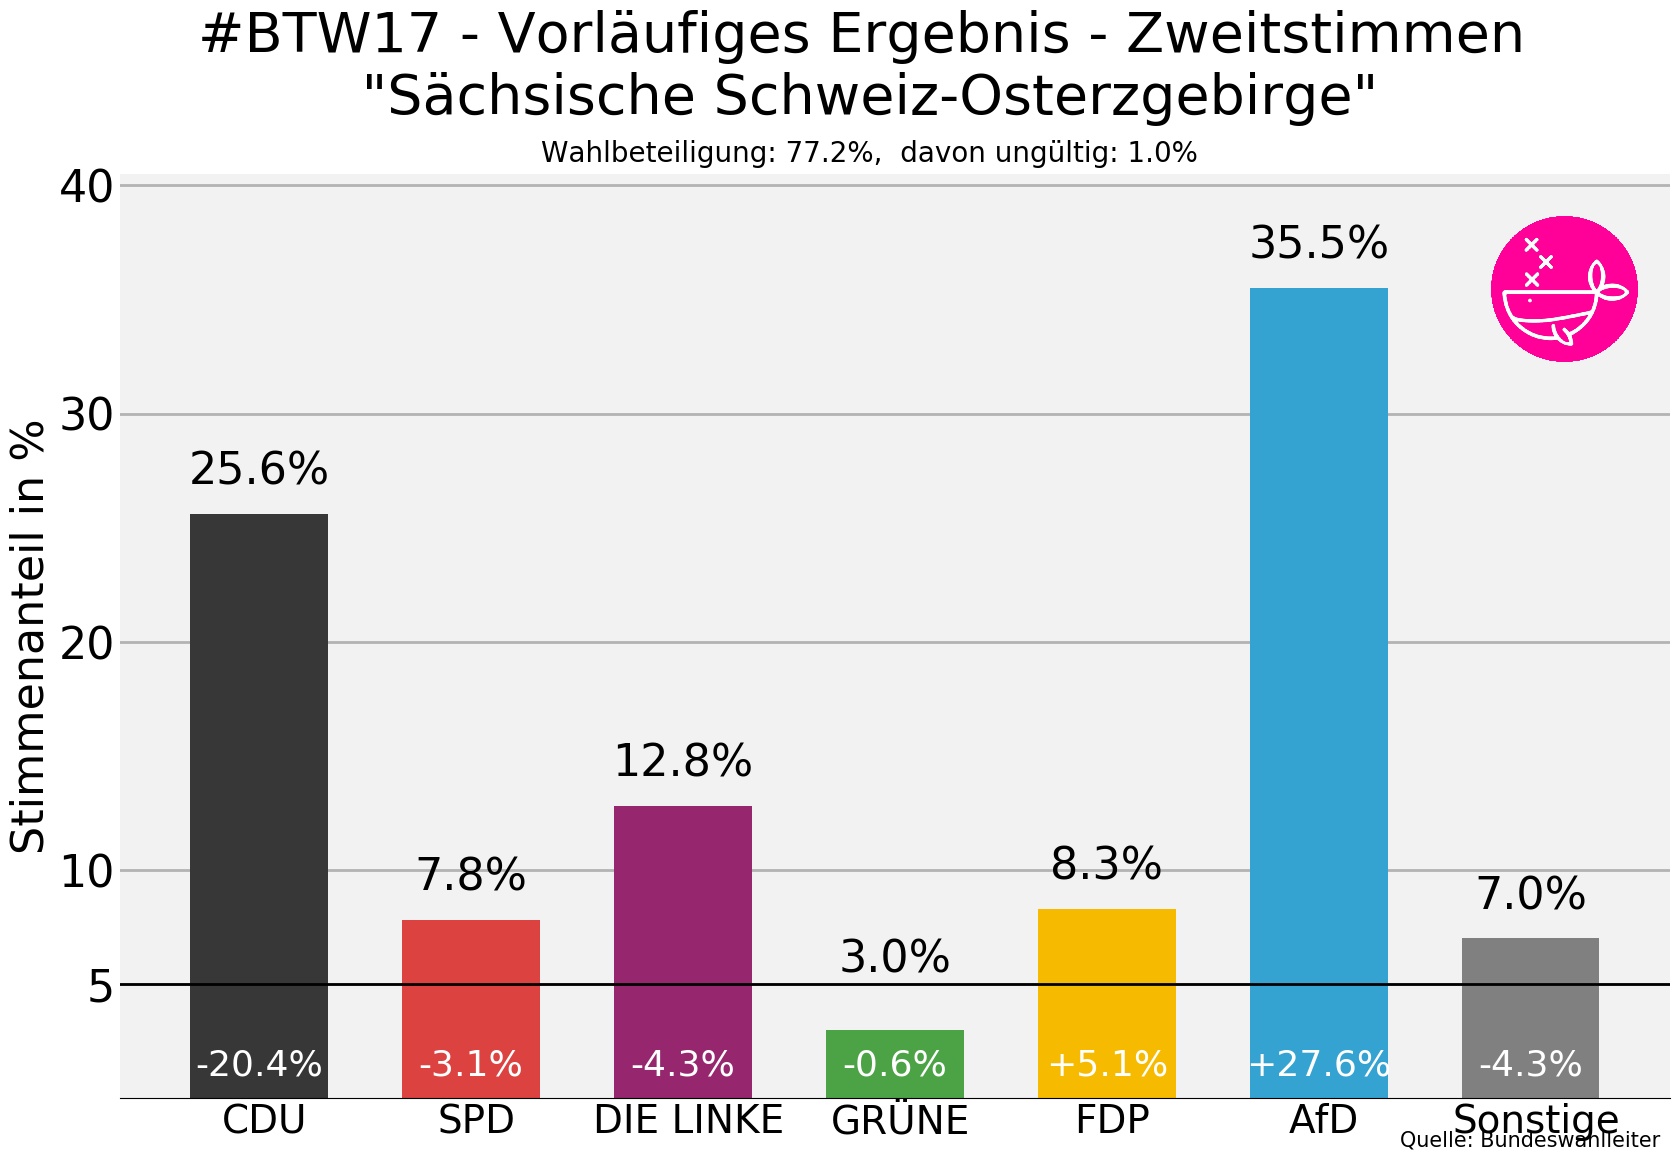 #BTW17 - Vorläufiges Ergebnis - Zweitstimmen
"Sächsische Schweiz-Osterzgebirge"
Wahlbeteiligung: 77.2%, davon ungültig: 1.0%
Stimmenanteil in %
40
30
20
10
5
25.6%
7.8%
12.8%
3.0%
8.3%
35.5%
7.0%
-20.4%
-3.1%
-4.3%
-0.6%
+5.1%
+27.6%
-4.3%
CDU
SPD
DIE LINKE
GRÜNE
FDP
AfD
Sonstige
Quelle: Bundeswahlleiter